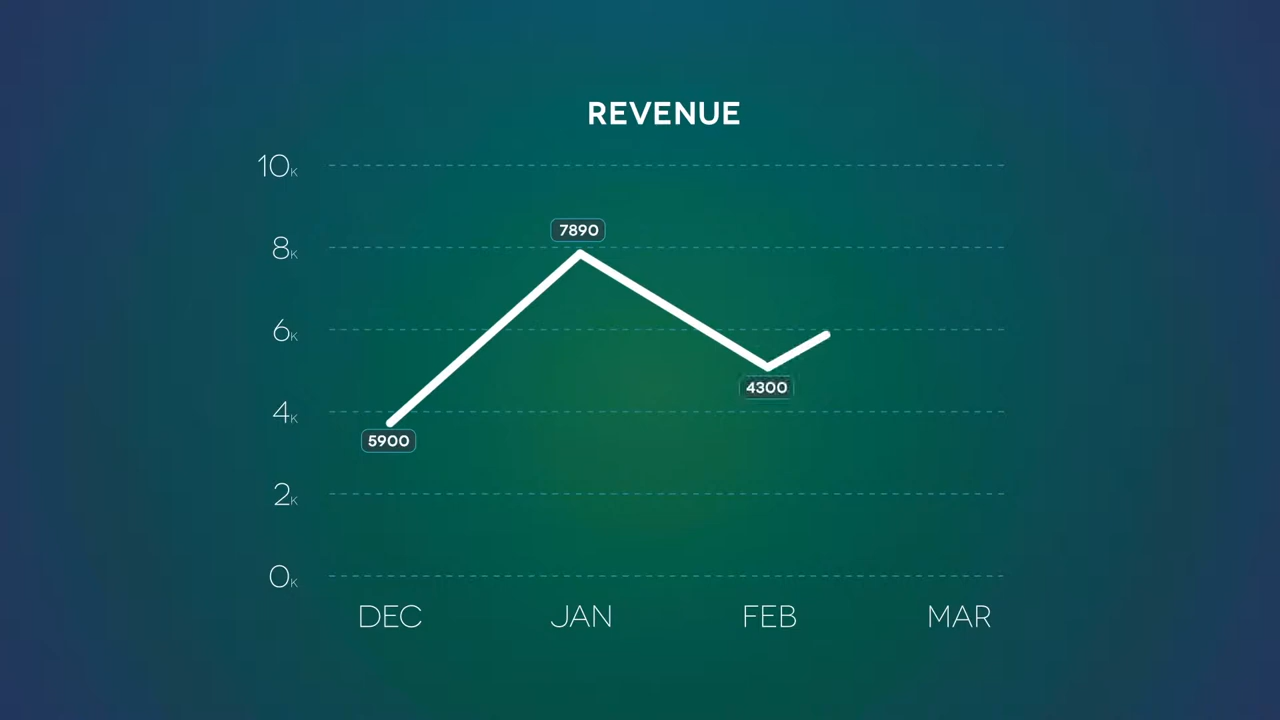 REVENUE
10K
7890
8K
6K
4300
4K
5900
2K
0K
DEC JAN FEB MAR